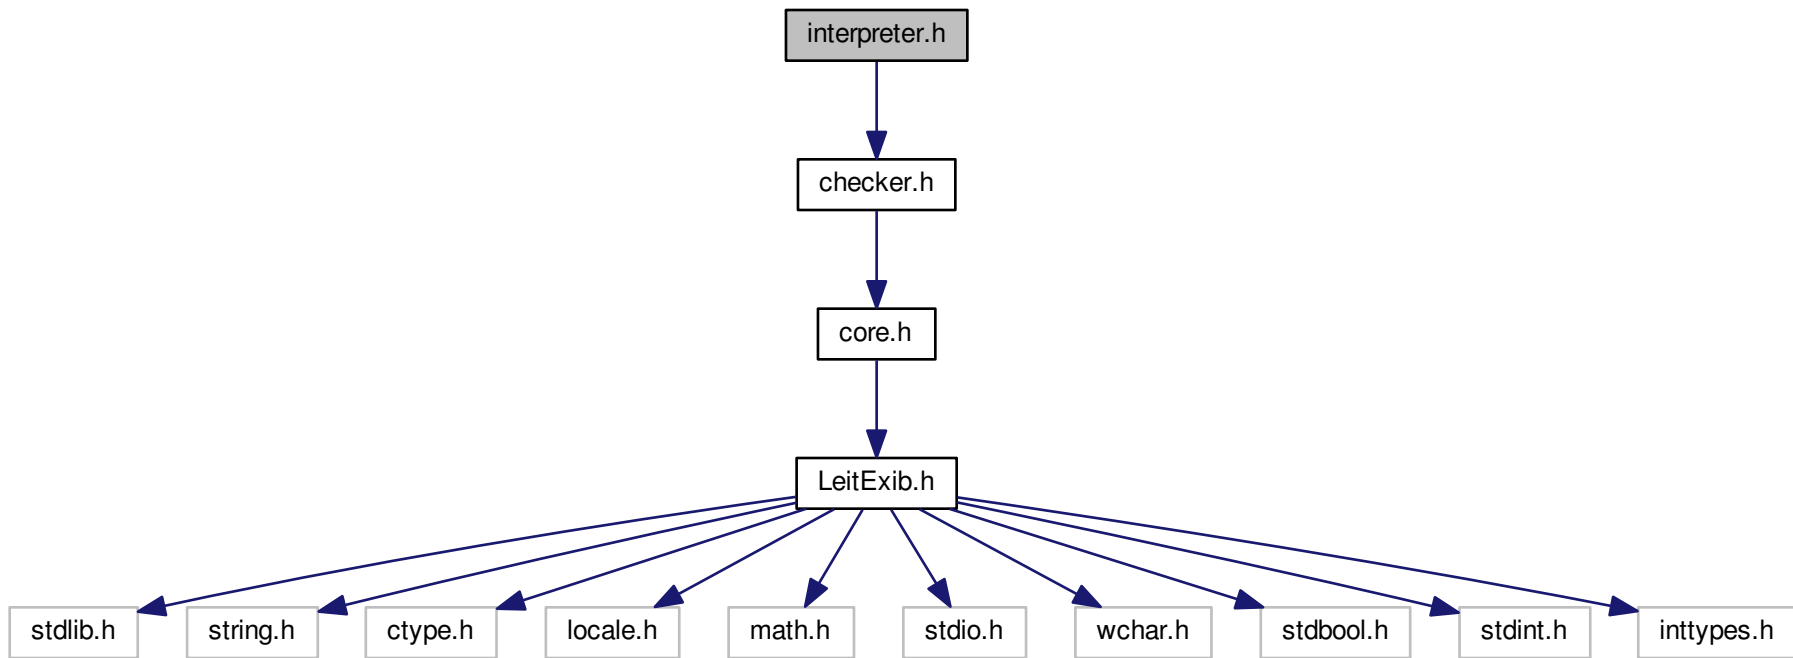 interpreter.h
checker.h
core.h
LeitExib.h
stdlib.h
string.h
ctype.h
locale.h
math.h
stdio.h
wchar.h
stdbool.h
stdint.h
inttypes.h